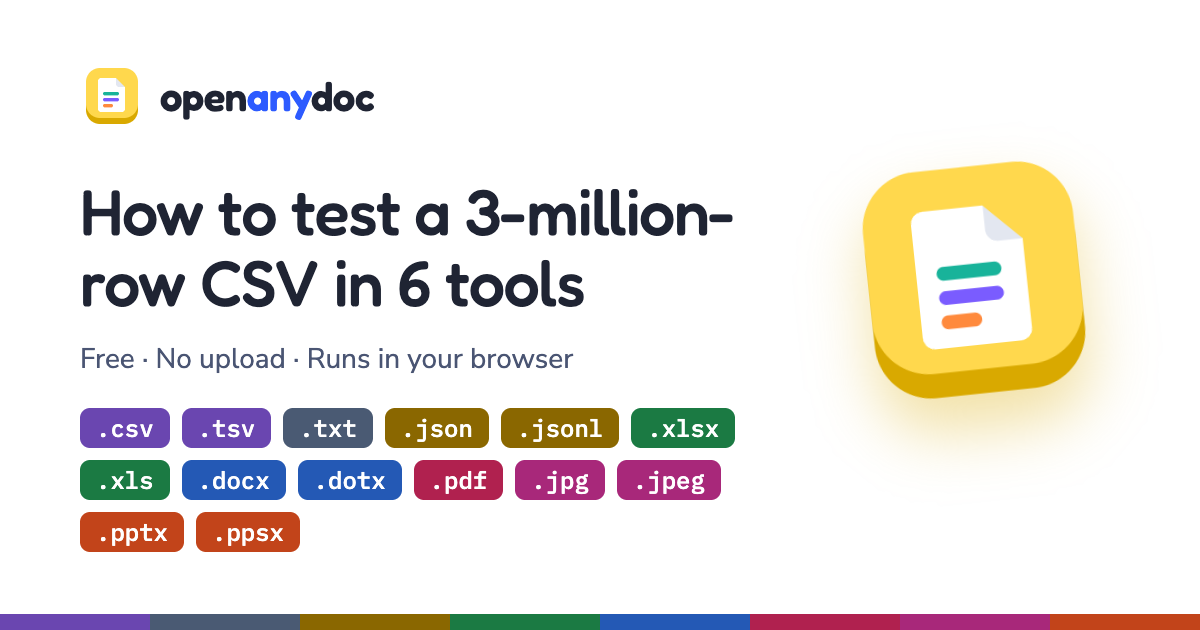 openanydoc
How to test a 3-million-
row CSV in 6 tools
Free · No upload · Runs in your browser
.csv .tsv .txt .json .jsonl .xlsx
.xls .docx .dotx .pdf .jpg .jpeg
.pptx .ppsx